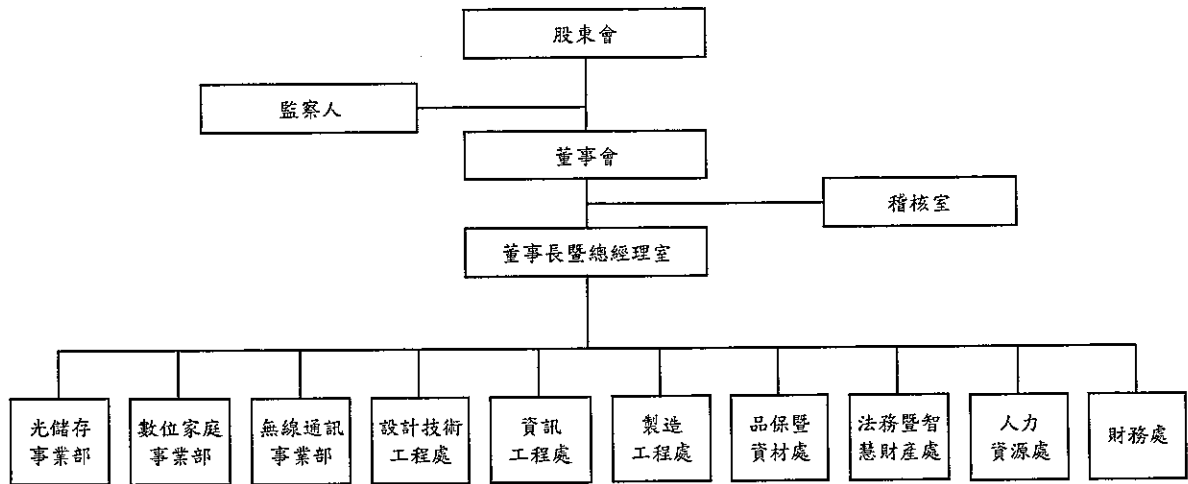 股東會
監察人
董事會
稽核室
董事長暨總經理室
光儲存
事業部
數位家庭
事業部
無線通訊
事業部
設計技術
工程處
資訊
工程處
製造
工程處
品保暨
資材處
法務暨智
慧財產處
人力
資源處
財務處